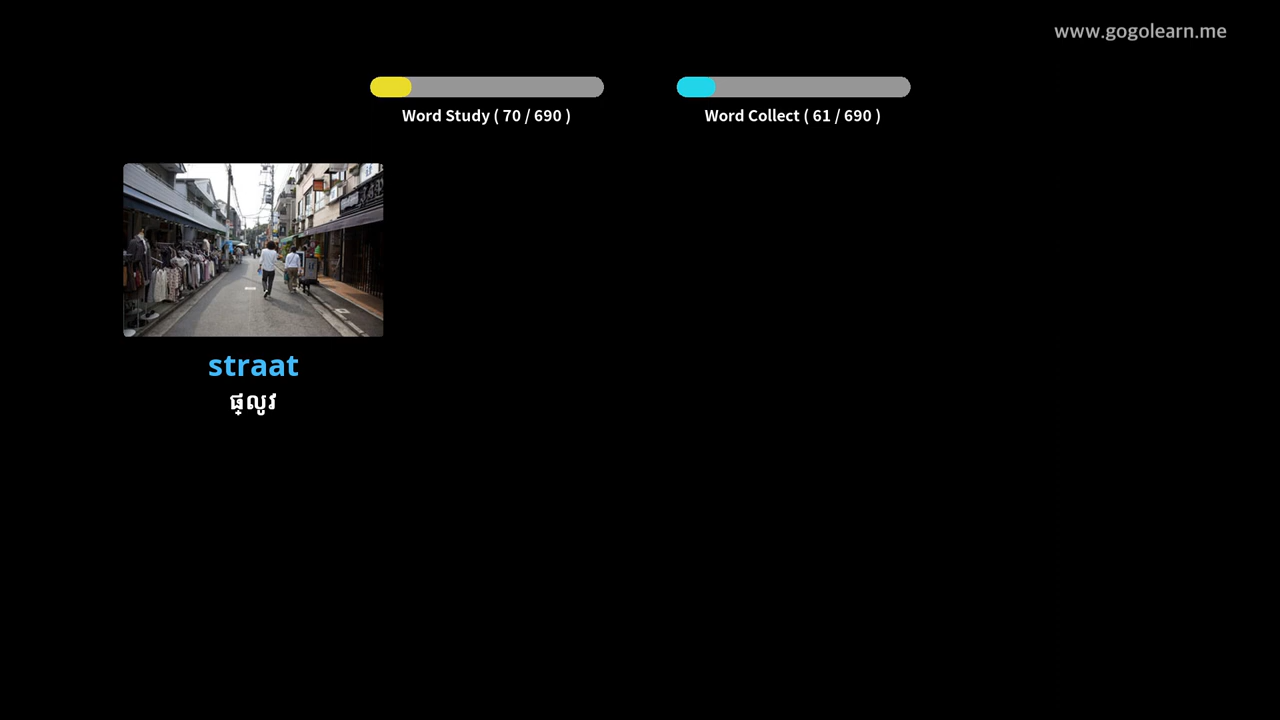 www.gogolearn.me
Word Study ( 70 / 690 )
Word Collect ( 61 / 690 )
straat
ផ្លូវ